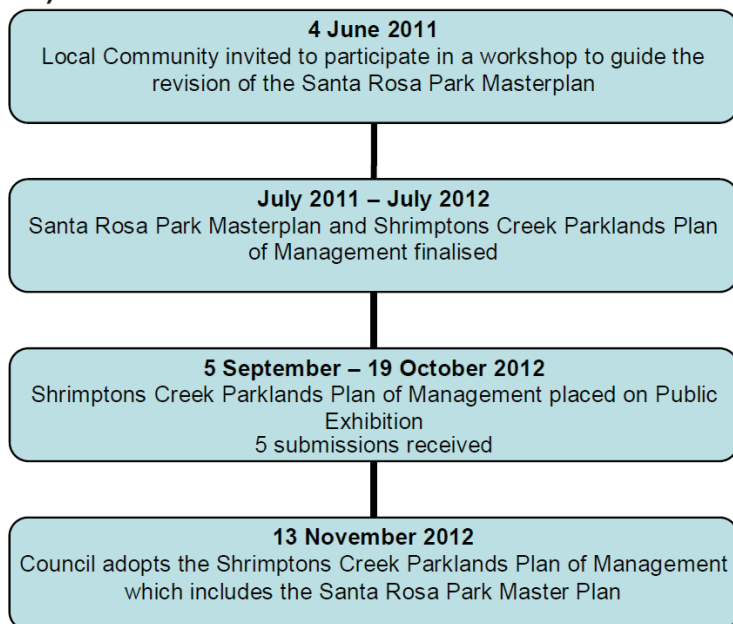 4 June 2011
Local Community invited to participate in a workshop to guide the
revision of the Santa Rosa Park Masterplan
July 2011 – July 2012
Santa Rosa Park Masterplan and Shrimptons Creek Parklands Plan
of Management finalised
5 September – 19 October 2012
Shrimptons Creek Parklands Plan of Management placed on Public
Exhibition
5 submissions received
13 November 2012
Council adopts the Shrimptons Creek Parklands Plan of Management
which includes the Santa Rosa Park Master Plan